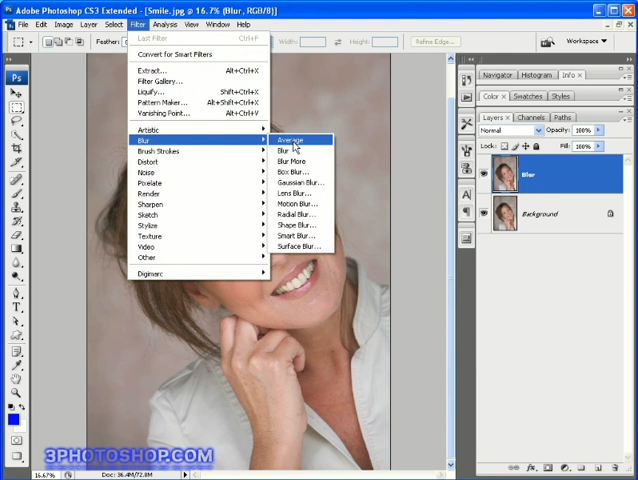 Adobe Photoshop CS3 Extended - [Smile.jpg @ 16.7% (Blur, RGB/8)]
File Edit Image Layer Select Filter Analysis View Window Help
Feather: Width: Height: Refine Edge... Workspace
Last Filter Ctrl+F
Convert for Smart Filters
Extract... Alt+Ctrl+X
Filter Gallery...
Liquify... Shift+Ctrl+X
Pattern Maker... Alt+Shift+Ctrl+X
Vanishing Point... Alt+Ctrl+V
Artistic
Blur
Brush Strokes
Distort
Noise
Pixelate
Render
Sharpen
Sketch
Stylize
Texture
Video
Other
Digimarc
Average
Blur
Blur More
Box Blur...
Gaussian Blur...
Lens Blur...
Motion Blur...
Radial Blur...
Shape Blur...
Smart Blur...
Surface Blur...
Ps
Navigator Histogram Info x
Color x Swatches Styles
Layers x Channels Paths
Normal Opacity: 100%
Lock: Fill: 100%
Blur
Background
3PHOTOSHOP.COM
16.67% Doc: 36.4M/72.8M